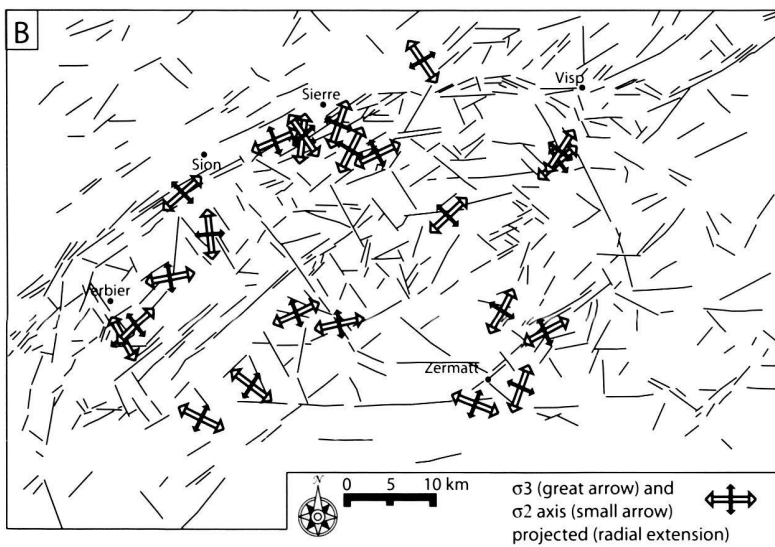 B
Sierre
Visp
Sion
Verbier
Zermatt
N
0 5 10 km
σ3 (great arrow) and
σ2 axis (small arrow)
projected (radial extension)